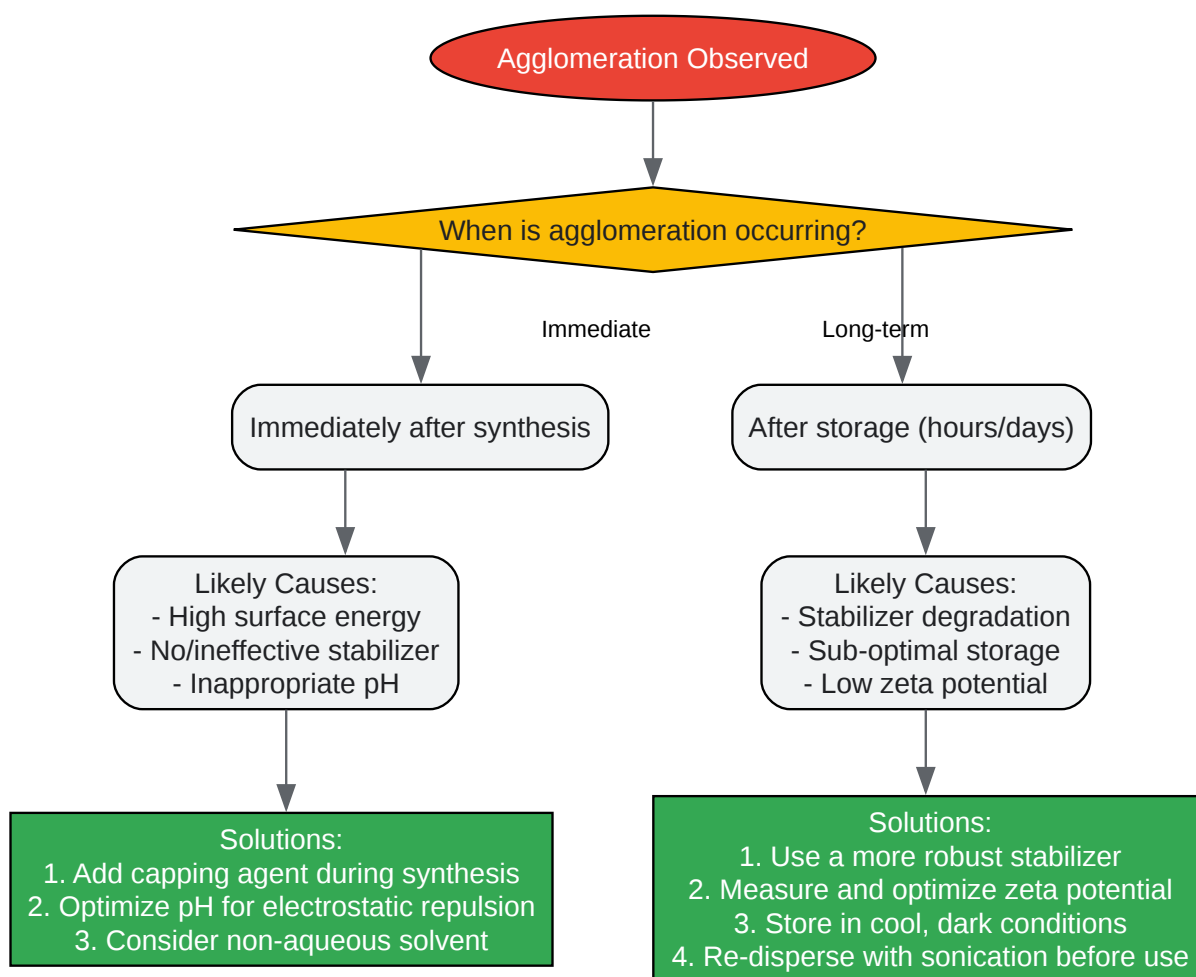 Agglomeration Observed
When is agglomeration occurring?
Immediate
Long-term
Immediately after synthesis
After storage (hours/days)
Likely Causes:
- High surface energy
- No/ineffective stabilizer
- Inappropriate pH
Likely Causes:
- Stabilizer degradation
- Sub-optimal storage
- Low zeta potential
Solutions:
1. Add capping agent during synthesis
2. Optimize pH for electrostatic repulsion
3. Consider non-aqueous solvent
Solutions:
1. Use a more robust stabilizer
2. Measure and optimize zeta potential
3. Store in cool, dark conditions
4. Re-disperse with sonication before use